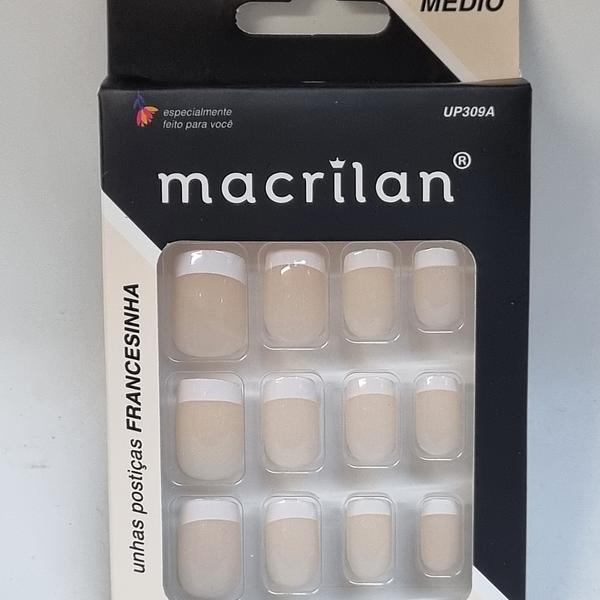 MÉDIO
especialmente
feito para você
UP309A
macrilan®
unhas postiças FRANCESINHA